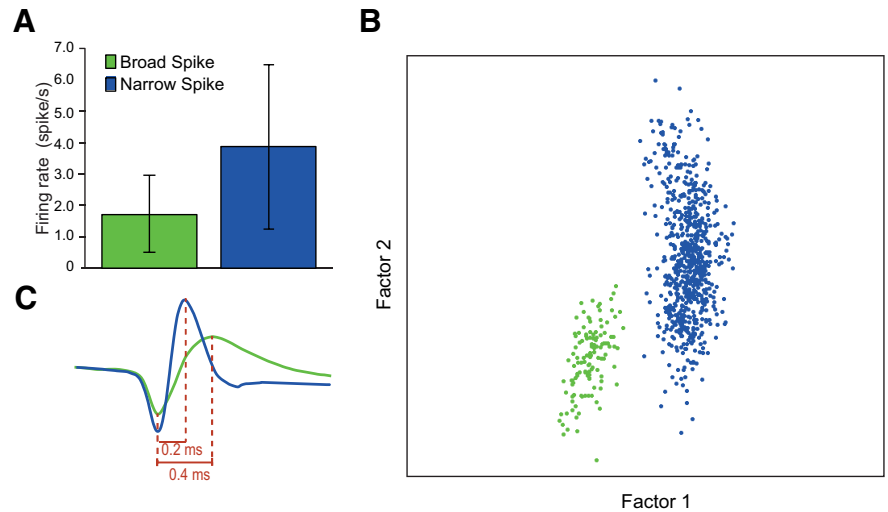 A
Firing rate (spike/s)
7.0
6.0
5.0
4.0
3.0
2.0
1.0
0
Broad Spike
Narrow Spike
B
Factor 2
Factor 1
C
0.2 ms
0.4 ms